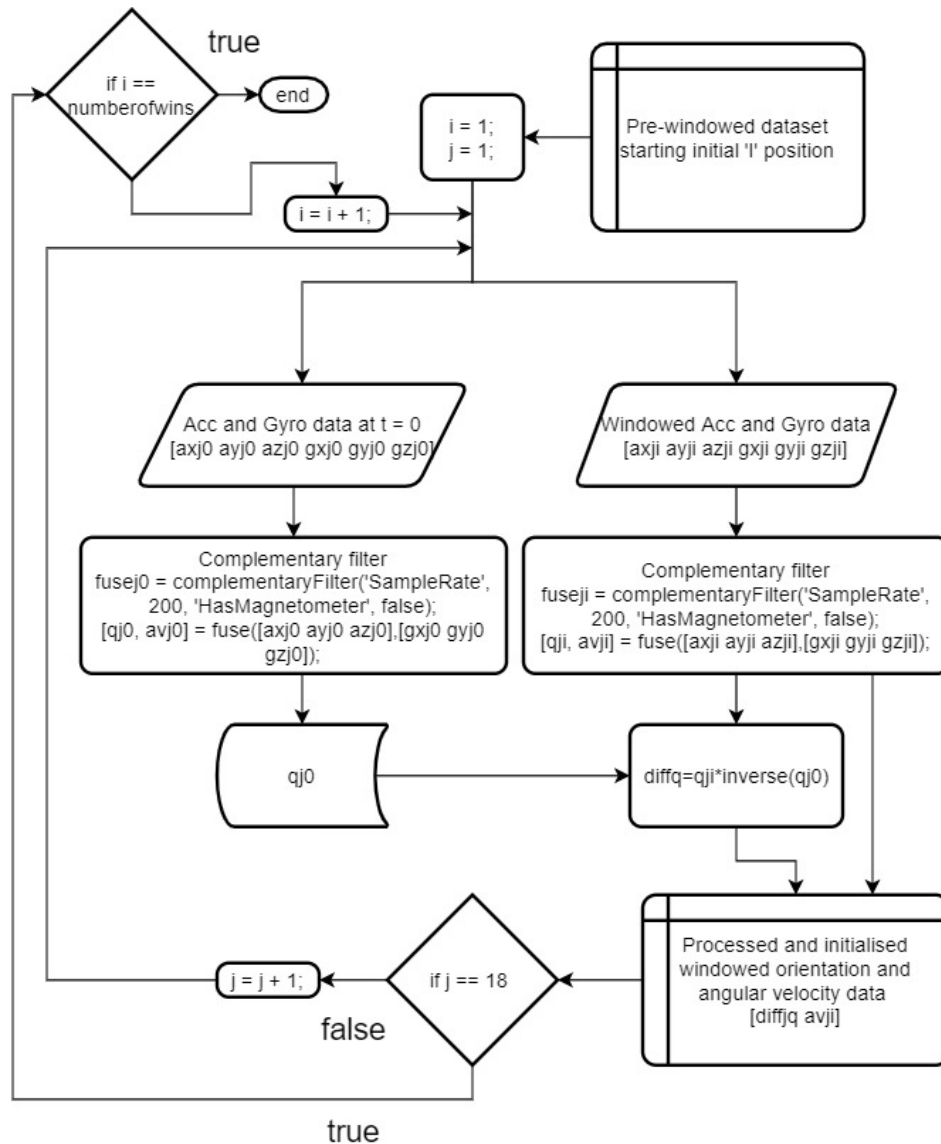 true
if i ==
numberofwins
end
i = 1;
j = 1;
Pre-windowed dataset
starting initial 'I' position
i = i + 1;
Acc and Gyro data at t = 0
[axj0 ayj0 azj0 gxj0 gyj0 gzj0]
Windowed Acc and Gyro data
[axji ayji azji gxji gyji gzji]
Complementary filter
fusej0 = complementaryFilter('SampleRate',
200, 'HasMagnetometer', false);
[qj0, avj0] = fuse([axj0 ayj0 azj0],[gxj0 gyj0
gzj0]);
Complementary filter
fuseji = complementaryFilter('SampleRate',
200, 'HasMagnetometer', false);
[qji, avji] = fuse([axji ayji azji],[gxji gyji gzji]);
qj0
diffq=qji*inverse(qj0)
j = j + 1;
if j == 18
Processed and initialised
windowed orientation and
angular velocity data
[diffjq avji]
false
true